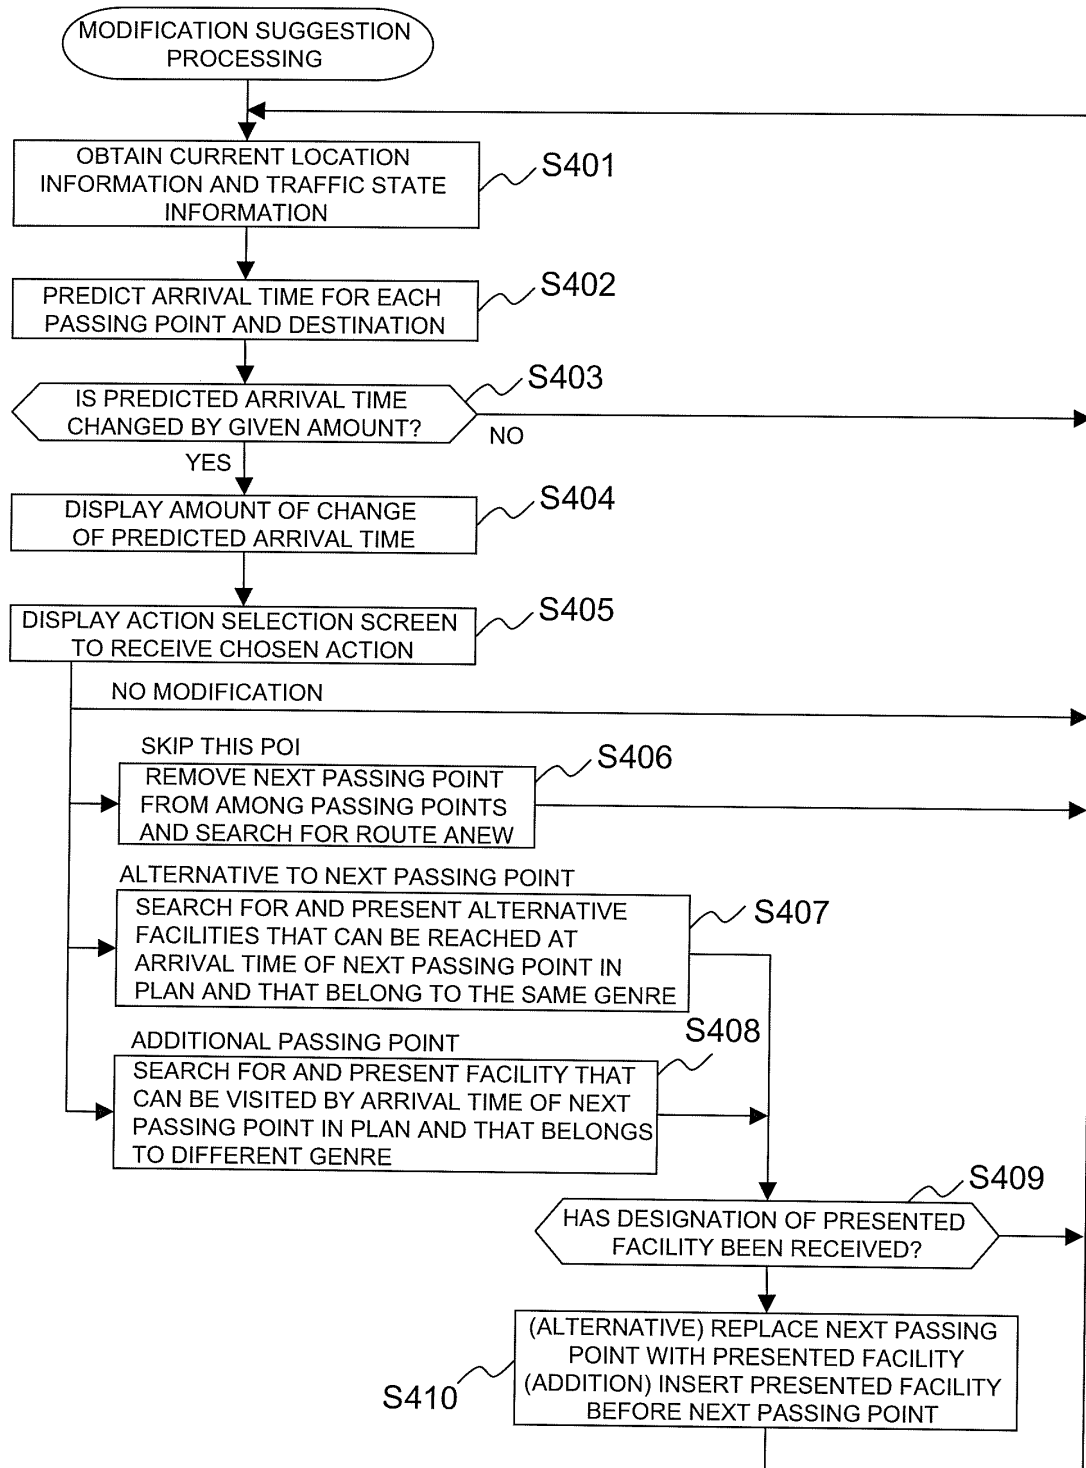 MODIFICATION SUGGESTION
PROCESSING
OBTAIN CURRENT LOCATION
INFORMATION AND TRAFFIC STATE
INFORMATION
S401
PREDICT ARRIVAL TIME FOR EACH
PASSING POINT AND DESTINATION
S402
IS PREDICTED ARRIVAL TIME
CHANGED BY GIVEN AMOUNT?
S403
NO
YES
DISPLAY AMOUNT OF CHANGE
OF PREDICTED ARRIVAL TIME
S404
DISPLAY ACTION SELECTION SCREEN
TO RECEIVE CHOSEN ACTION
S405
NO MODIFICATION
SKIP THIS POI
REMOVE NEXT PASSING POINT
FROM AMONG PASSING POINTS
AND SEARCH FOR ROUTE ANEW
S406
ALTERNATIVE TO NEXT PASSING POINT
SEARCH FOR AND PRESENT ALTERNATIVE
FACILITIES THAT CAN BE REACHED AT
ARRIVAL TIME OF NEXT PASSING POINT IN
PLAN AND THAT BELONG TO THE SAME GENRE
S407
ADDITIONAL PASSING POINT
SEARCH FOR AND PRESENT FACILITY THAT
CAN BE VISITED BY ARRIVAL TIME OF NEXT
PASSING POINT IN PLAN AND THAT BELONGS
TO DIFFERENT GENRE
S408
HAS DESIGNATION OF PRESENTED
FACILITY BEEN RECEIVED?
S409
(ALTERNATIVE) REPLACE NEXT PASSING
POINT WITH PRESENTED FACILITY
(ADDITION) INSERT PRESENTED FACILITY
BEFORE NEXT PASSING POINT
S410